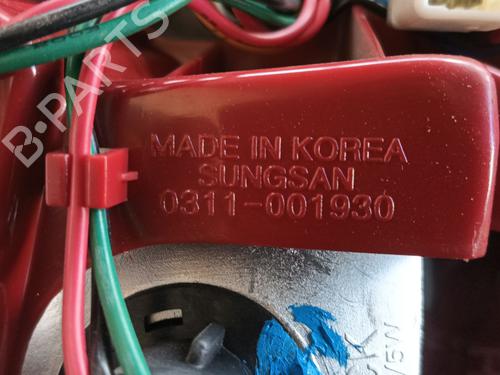 B-PARTS
MADE IN KOREA
SUNGSAN
0311-001930